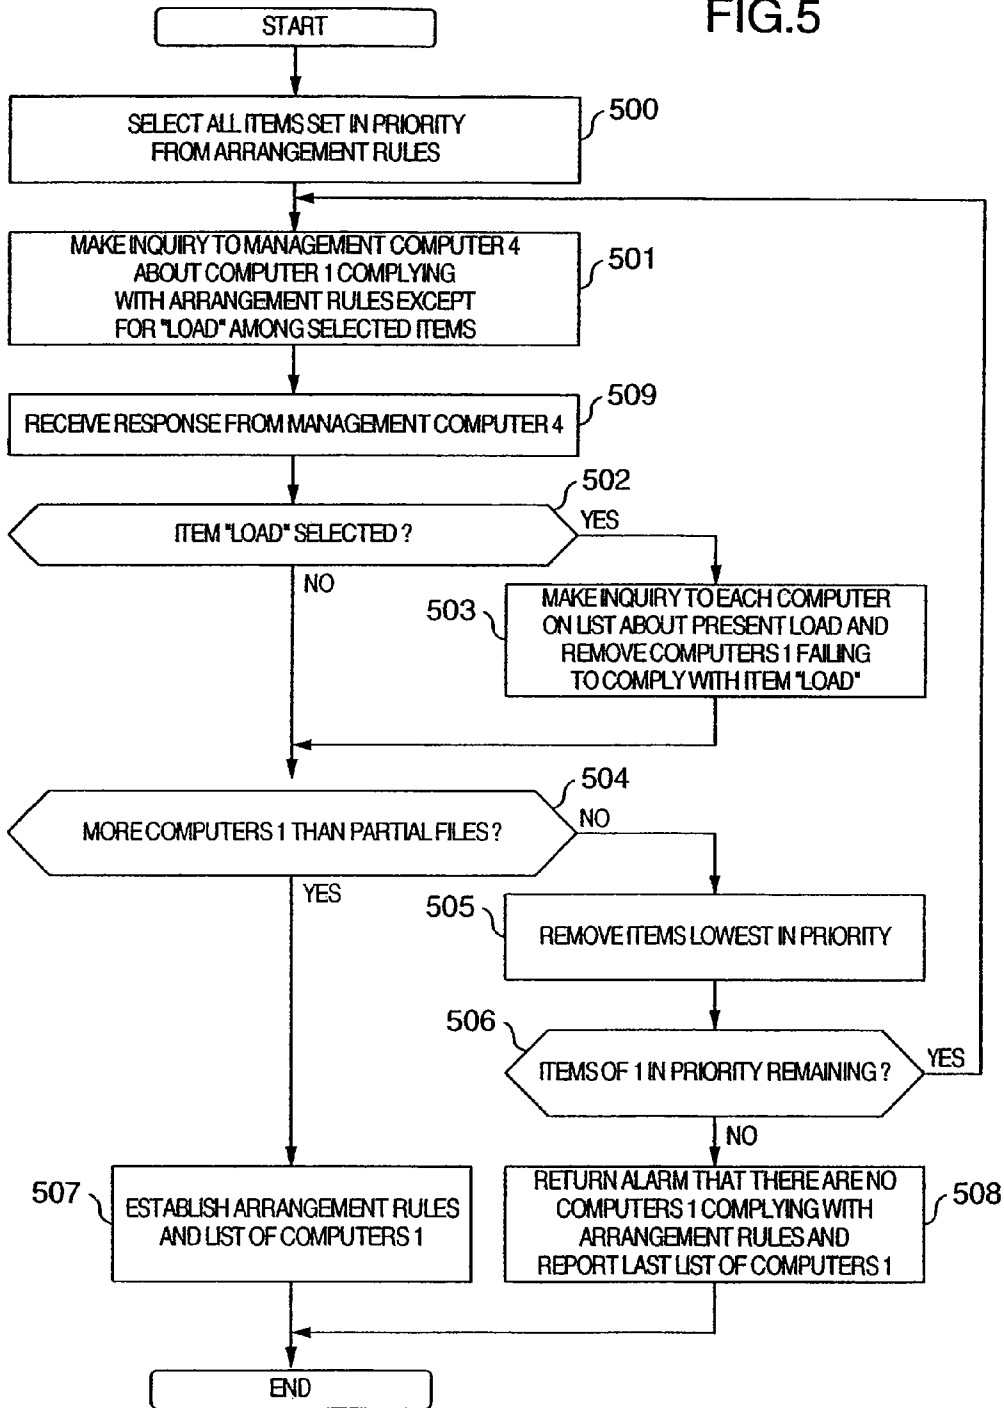 FIG.5
START
500
SELECT ALL ITEMS SET IN PRIORITY
FROM ARRANGEMENT RULES
501
MAKE INQUIRY TO MANAGEMENT COMPUTER 4
ABOUT COMPUTER 1 COMPLYING
WITH ARRANGEMENT RULES EXCEPT
FOR "LOAD" AMONG SELECTED ITEMS
509
RECEIVE RESPONSE FROM MANAGEMENT COMPUTER 4
502
ITEM "LOAD" SELECTED ?
YES
NO
503
MAKE INQUIRY TO EACH COMPUTER
ON LIST ABOUT PRESENT LOAD AND
REMOVE COMPUTERS 1 FAILING
TO COMPLY WITH ITEM "LOAD"
504
MORE COMPUTERS 1 THAN PARTIAL FILES ?
NO
YES
505
REMOVE ITEMS LOWEST IN PRIORITY
506
ITEMS OF 1 IN PRIORITY REMAINING ?
YES
NO
507
ESTABLISH ARRANGEMENT RULES
AND LIST OF COMPUTERS 1
508
RETURN ALARM THAT THERE ARE NO
COMPUTERS 1 COMPLYING WITH
ARRANGEMENT RULES AND
REPORT LAST LIST OF COMPUTERS 1
END